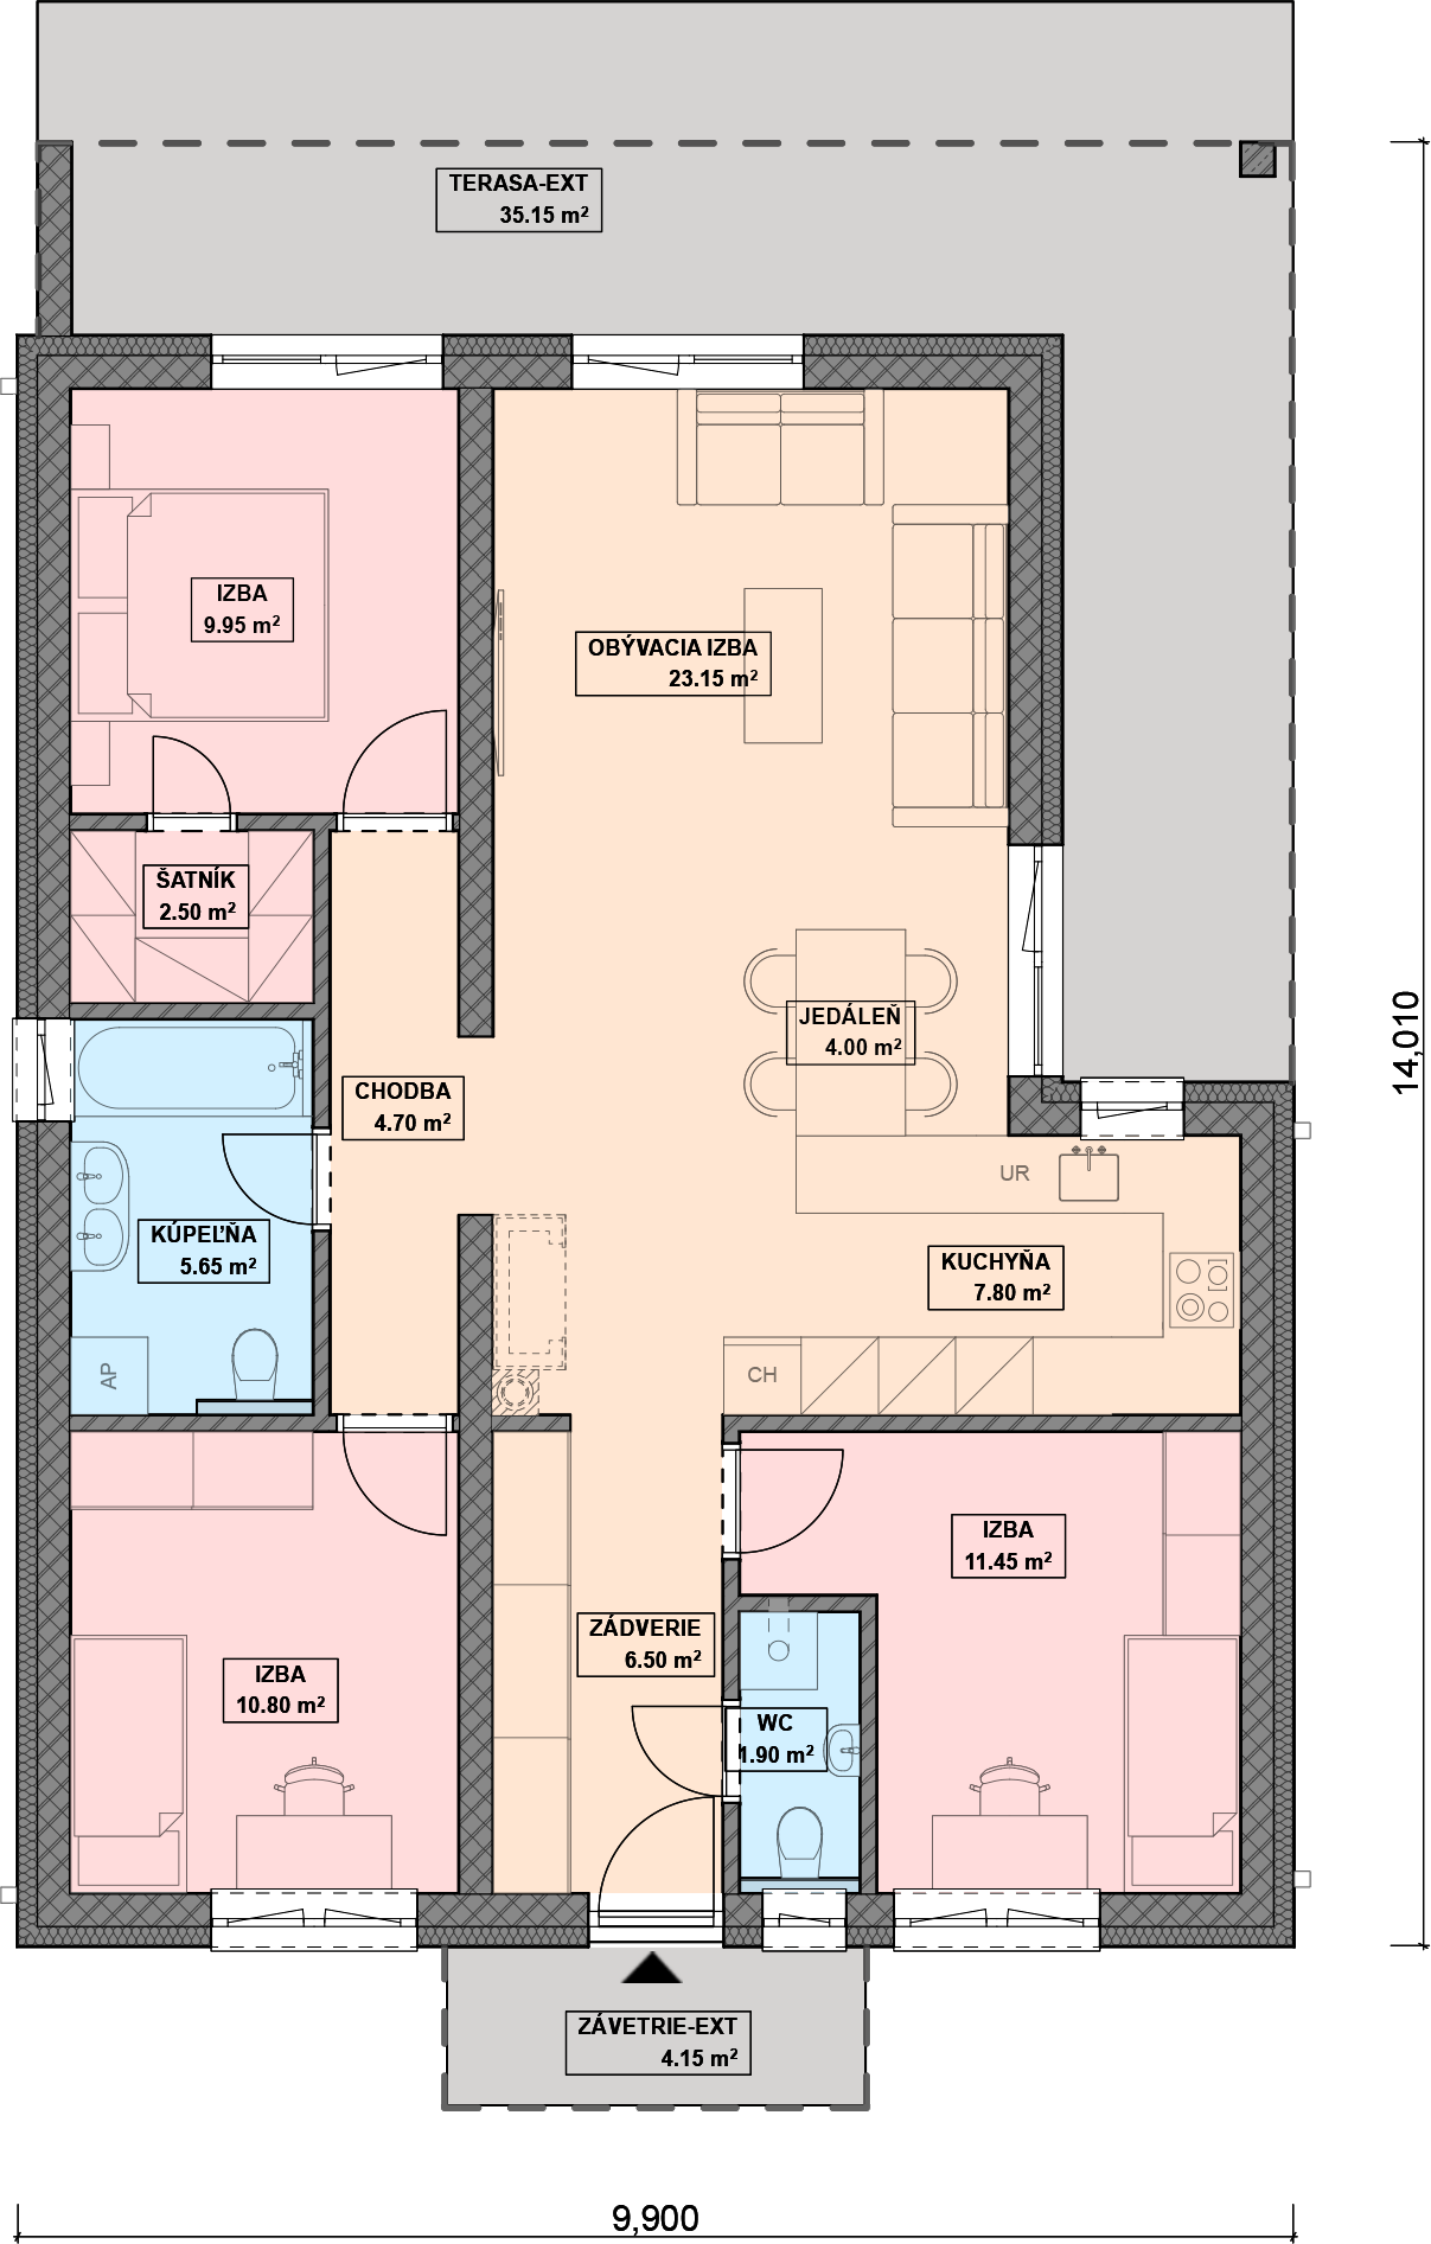 TERASA-EXT
35.15 m²
IZBA
9.95 m²
OBÝVACIA IZBA
23.15 m²
ŠATNÍK
2.50 m²
JEDÁLEŇ
4.00 m²
14,010
CHODBA
4.70 m²
UR
KÚPEĽŇA
5.65 m²
KUCHYŇA
7.80 m²
AP
CH
IZBA
11.45 m²
ZÁDVERIE
6.50 m²
IZBA
10.80 m²
WC
1.90 m²
ZÁVETRIE-EXT
4.15 m²
9,900